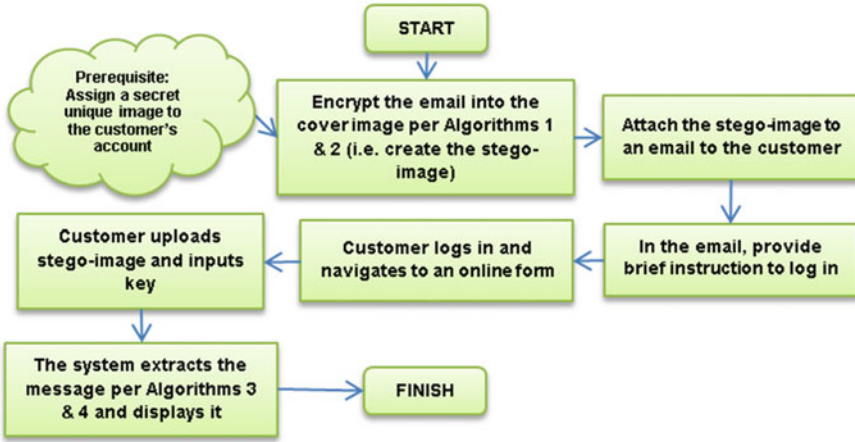 START
Prerequisite:
Assign a secret
unique image to
the customer's
account
Encrypt the email into the
cover image per Algorithms 1
& 2 (i.e. create the stego-
image)
Attach the stego-image to
an email to the customer
In the email, provide
brief instruction to log in
Customer logs in and
navigates to an online form
Customer uploads
stego-image and inputs
key
The system extracts the
message per Algorithms 3
& 4 and displays it
FINISH